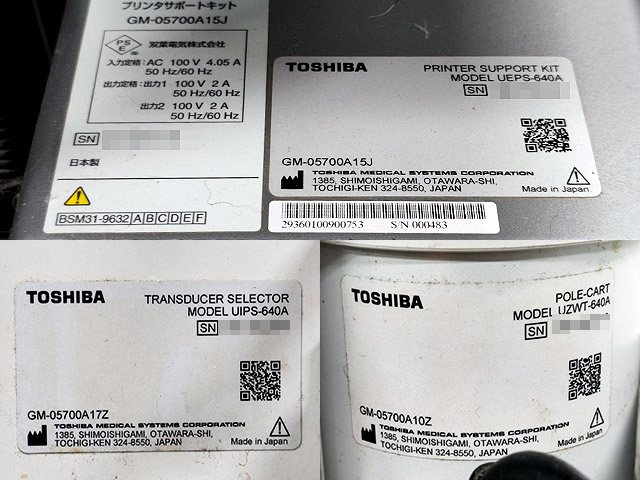 プリンタサポートキット
GM-05700A15J
PS
E
双葉電気株式会社
入力定格: AC 100 V 4.05 A
50 Hz/60 Hz
出力定格: 出力1 100 V 2 A
50 Hz/60 Hz
出力2 100 V 2 A
50 Hz/60 Hz
SN
日本製
BSM31-9632 A B C D E F
TOSHIBA
PRINTER SUPPORT KIT
MODEL UEPS-640A
SN
GM-05700A15J
TOSHIBA MEDICAL SYSTEMS CORPORATION
1385, SHIMOISHIGAMI, OTAWARA-SHI,
TOCHIGI-KEN 324-8550, JAPAN
Made in Japan
29360100900753 S/N 000483
TOSHIBA
TRANSDUCER SELECTOR
MODEL UIPS-640A
SN
GM-05700A17Z
TOSHIBA MEDICAL SYSTEMS CORPORATION
1385, SHIMOISHIGAMI, OTAWARA-SHI,
TOCHIGI-KEN 324-8550, JAPAN
Made in Japan
TOSHIBA
POLE-CART
MODEL UZWT-640A
SN
GM-05700A10Z
TOSHIBA MEDICAL SYSTEMS CORPORATION
1385, SHIMOISHIGAMI, OTAWARA-SHI,
TOCHIGI-KEN 324-8550, JAPAN
Made in Japan